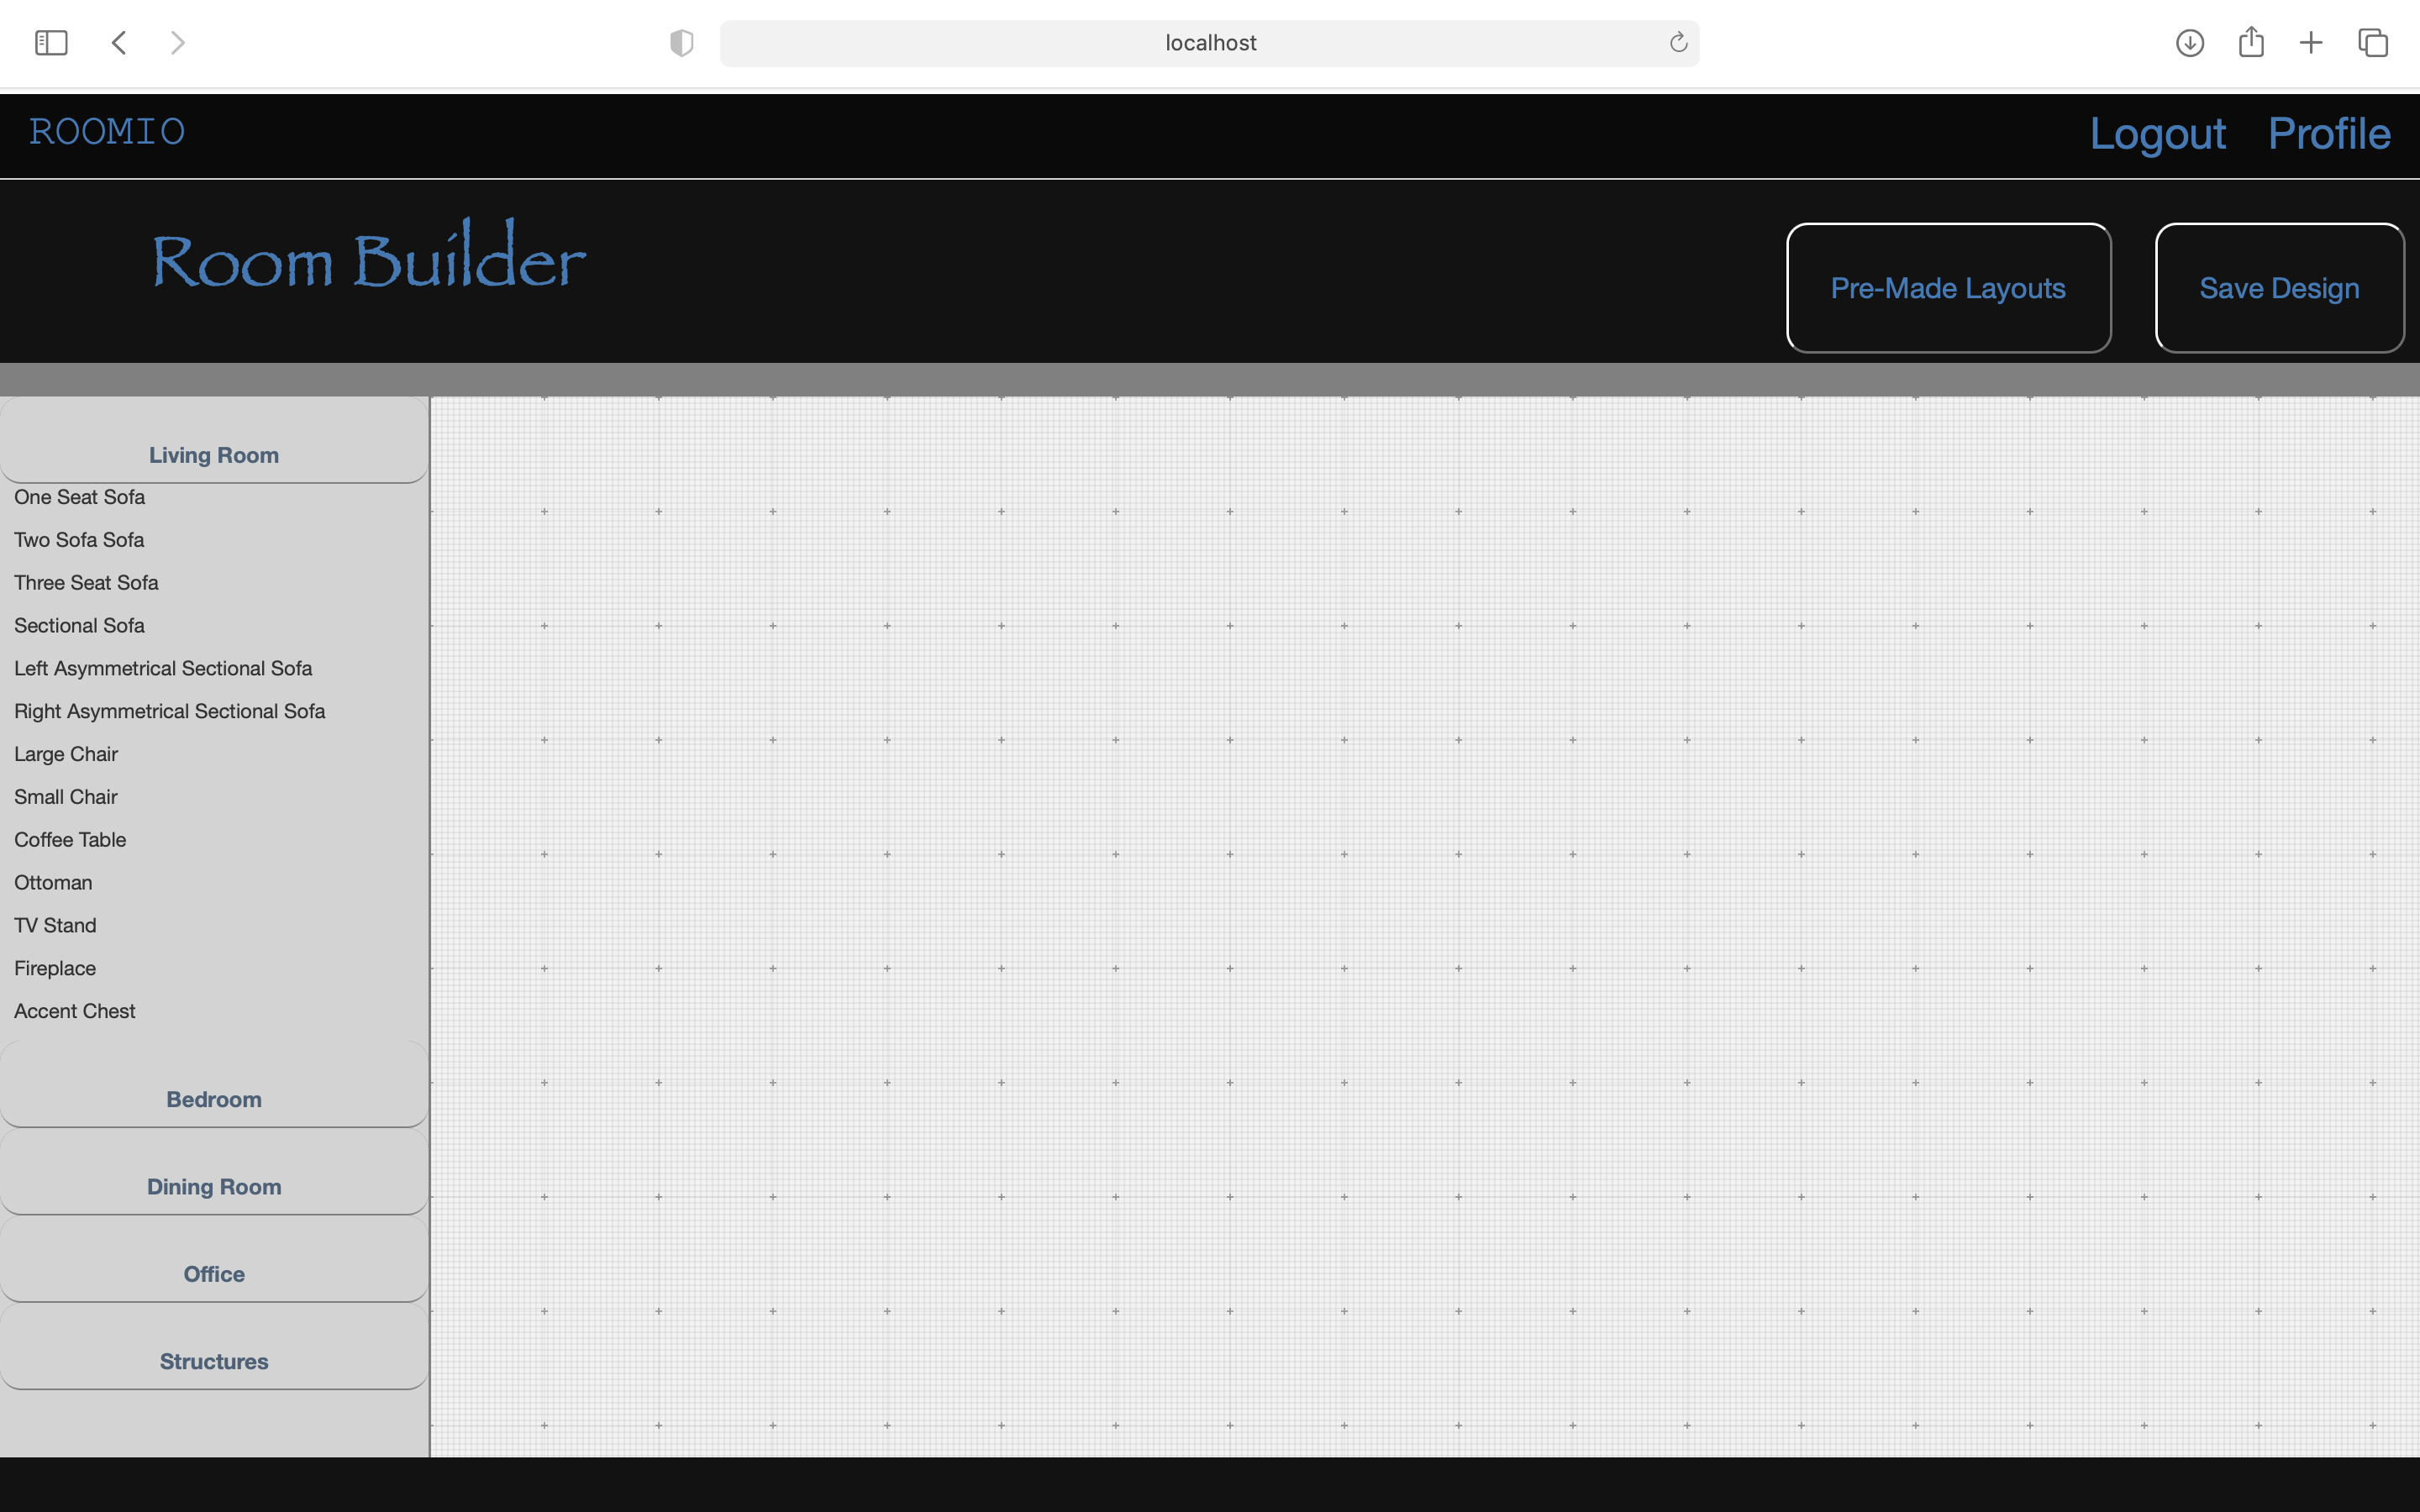 localhost
ROOMIO
Logout Profile
Room Builder
Pre-Made Layouts
Save Design
Living Room
One Seat Sofa
Two Sofa Sofa
Three Seat Sofa
Sectional Sofa
Left Asymmetrical Sectional Sofa
Right Asymmetrical Sectional Sofa
Large Chair
Small Chair
Coffee Table
Ottoman
TV Stand
Fireplace
Accent Chest
Bedroom
Dining Room
Office
Structures